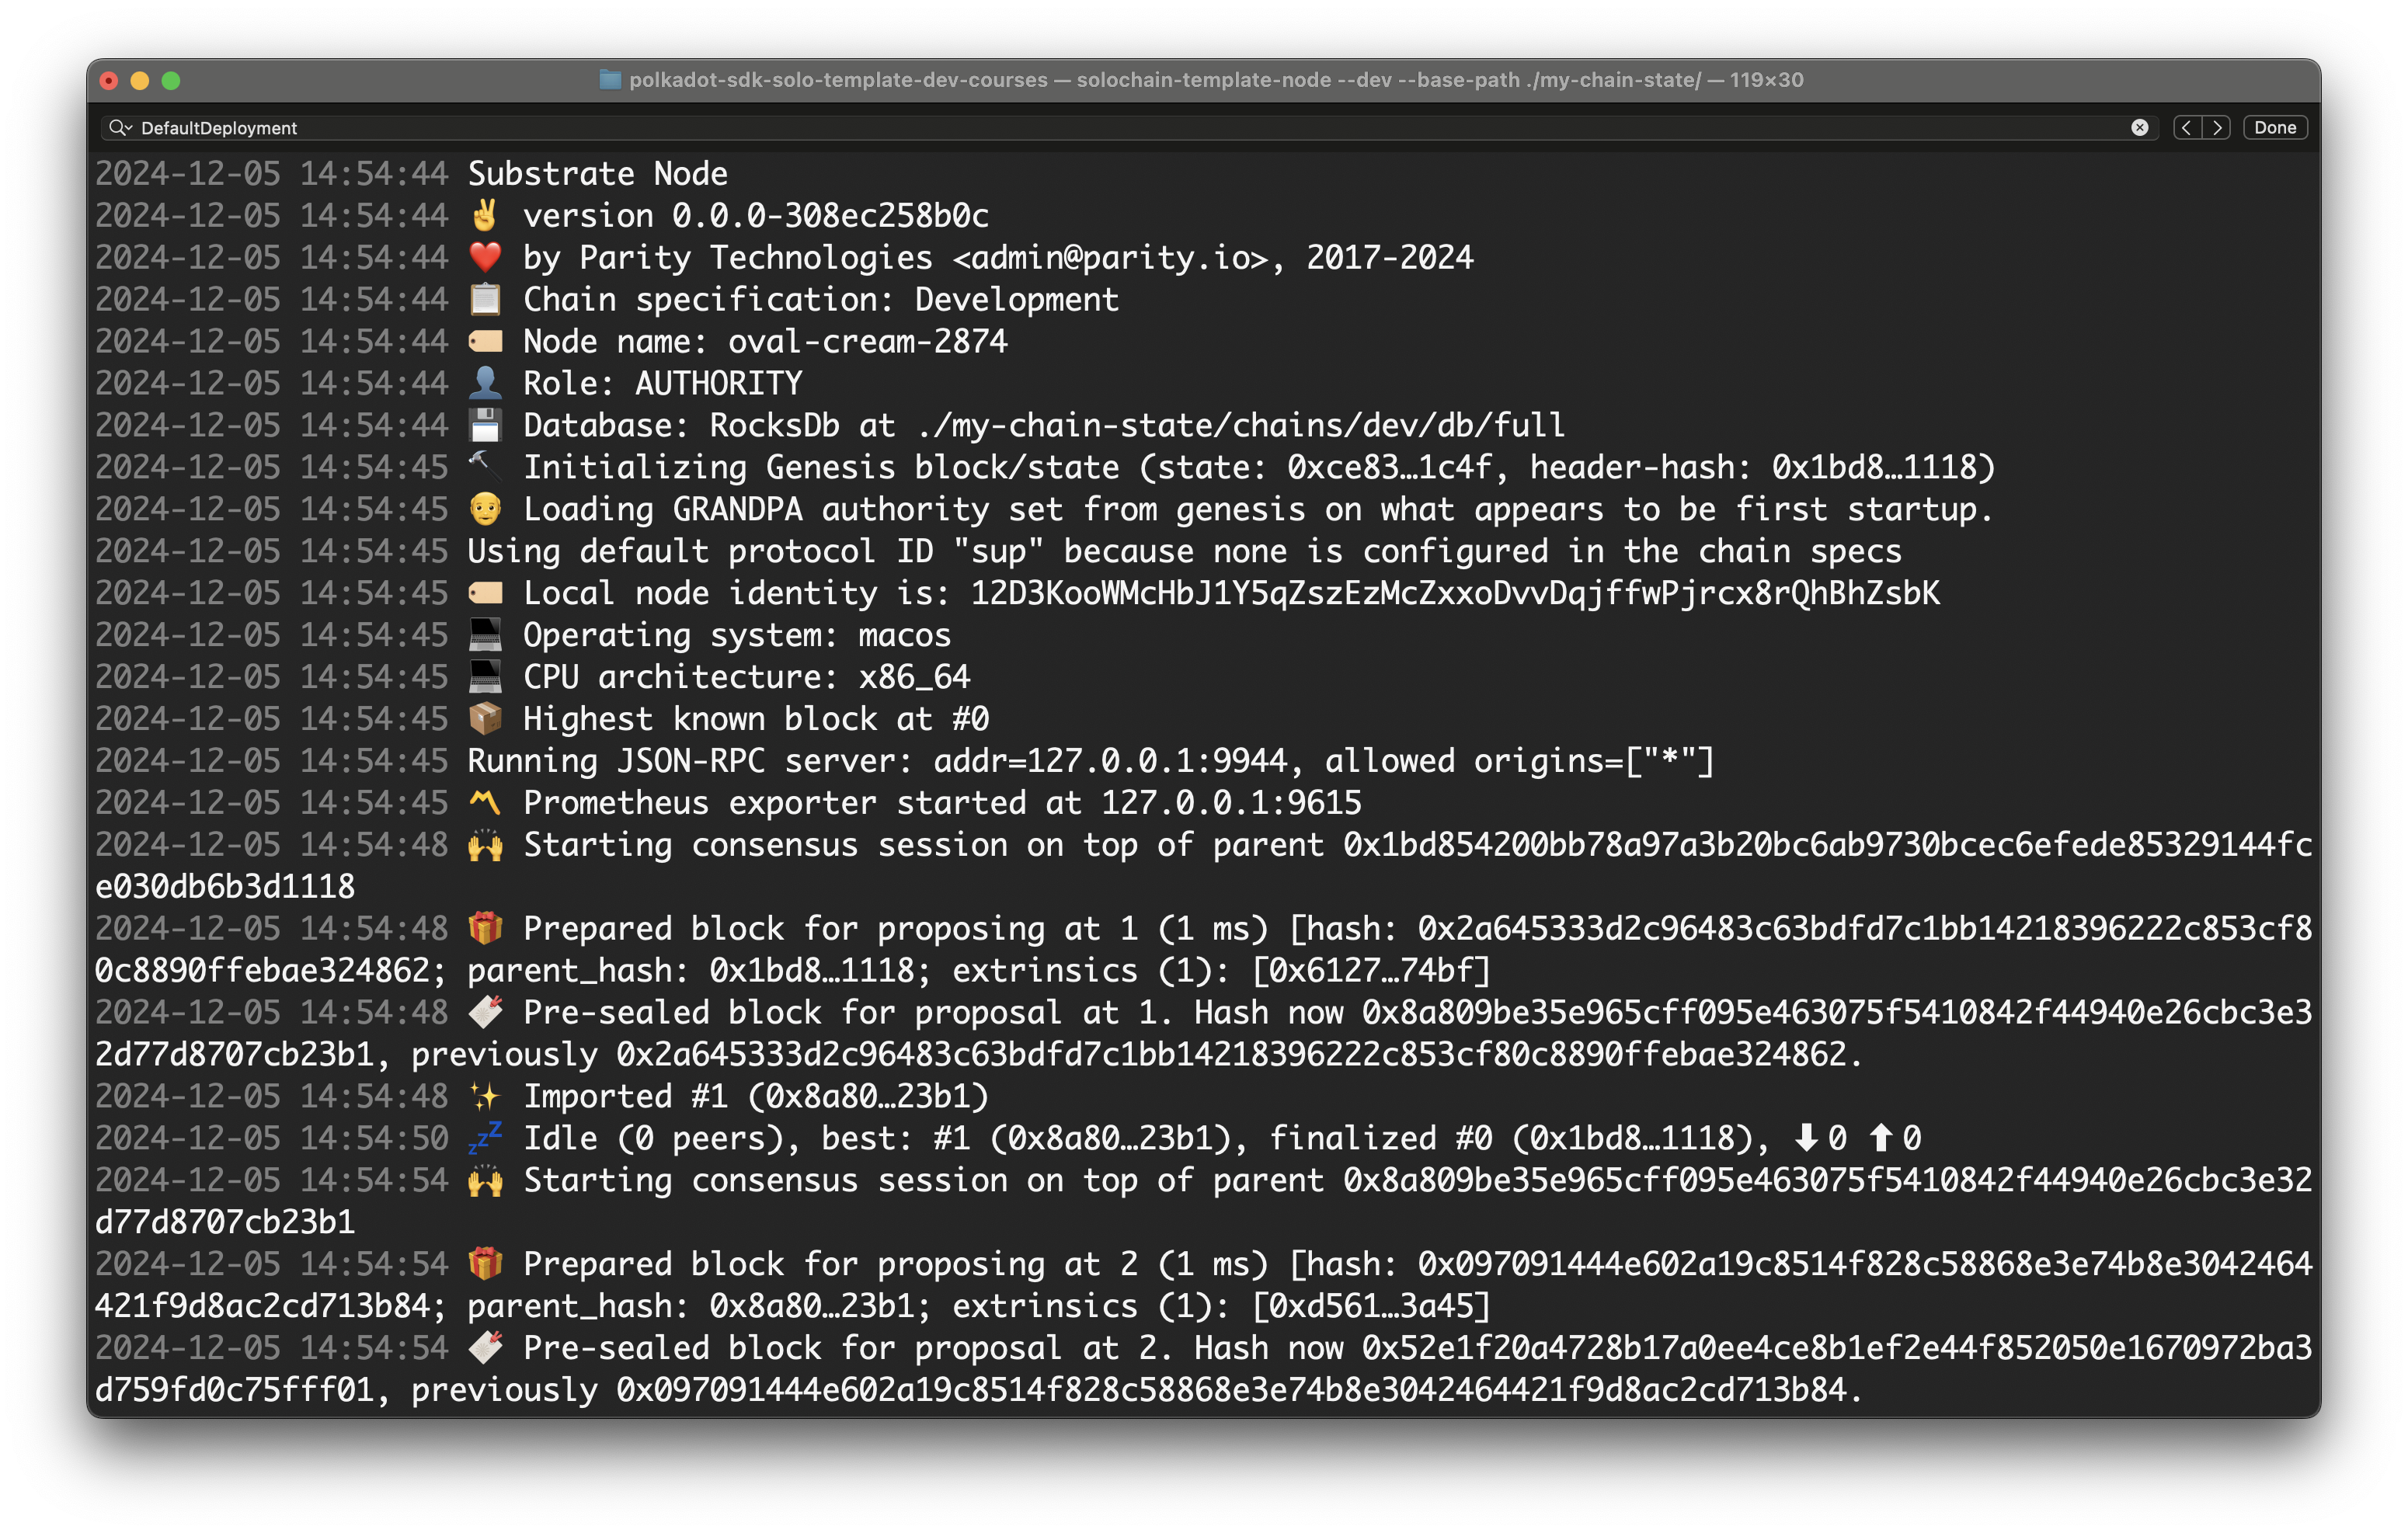 polkadot-sdk-solo-template-dev-courses — solochain-template-node --dev --base-path ./my-chain-state/ — 119×30
DefaultDeployment
Done
2024-12-05 14:54:44 Substrate Node
2024-12-05 14:54:44 ✌️ version 0.0.0-308ec258b0c
2024-12-05 14:54:44 ❤️ by Parity Technologies <admin@parity.io>, 2017-2024
2024-12-05 14:54:44 📋 Chain specification: Development
2024-12-05 14:54:44 🏷 Node name: oval-cream-2874
2024-12-05 14:54:44 👤 Role: AUTHORITY
2024-12-05 14:54:44 💾 Database: RocksDb at ./my-chain-state/chains/dev/db/full
2024-12-05 14:54:45 🔨 Initializing Genesis block/state (state: 0xce83…1c4f, header-hash: 0x1bd8…1118)
2024-12-05 14:54:45 👴 Loading GRANDPA authority set from genesis on what appears to be first startup.
2024-12-05 14:54:45 Using default protocol ID "sup" because none is configured in the chain specs
2024-12-05 14:54:45 🏷 Local node identity is: 12D3KooWMcHbJ1Y5qZszEzMcZxxoDvvDqjffwPjrcx8rQhBhZsbK
2024-12-05 14:54:45 💻 Operating system: macos
2024-12-05 14:54:45 💻 CPU architecture: x86_64
2024-12-05 14:54:45 📦 Highest known block at #0
2024-12-05 14:54:45 Running JSON-RPC server: addr=127.0.0.1:9944, allowed origins=["*"]
2024-12-05 14:54:45 〽️ Prometheus exporter started at 127.0.0.1:9615
2024-12-05 14:54:48 🙌 Starting consensus session on top of parent 0x1bd854200bb78a97a3b20bc6ab9730bcec6efede85329144fc
e030db6b3d1118
2024-12-05 14:54:48 🎁 Prepared block for proposing at 1 (1 ms) [hash: 0x2a645333d2c96483c63bdfd7c1bb14218396222c853cf8
0c8890ffebae324862; parent_hash: 0x1bd8…1118; extrinsics (1): [0x6127…74bf]
2024-12-05 14:54:48 🔖 Pre-sealed block for proposal at 1. Hash now 0x8a809be35e965cff095e463075f5410842f44940e26cbc3e3
2d77d8707cb23b1, previously 0x2a645333d2c96483c63bdfd7c1bb14218396222c853cf80c8890ffebae324862.
2024-12-05 14:54:48 ✨ Imported #1 (0x8a80…23b1)
2024-12-05 14:54:50 💤 Idle (0 peers), best: #1 (0x8a80…23b1), finalized #0 (0x1bd8…1118), ⬇ 0 ⬆ 0
2024-12-05 14:54:54 🙌 Starting consensus session on top of parent 0x8a809be35e965cff095e463075f5410842f44940e26cbc3e32
d77d8707cb23b1
2024-12-05 14:54:54 🎁 Prepared block for proposing at 2 (1 ms) [hash: 0x097091444e602a19c8514f828c58868e3e74b8e3042464
421f9d8ac2cd713b84; parent_hash: 0x8a80…23b1; extrinsics (1): [0xd561…3a45]
2024-12-05 14:54:54 🔖 Pre-sealed block for proposal at 2. Hash now 0x52e1f20a4728b17a0ee4ce8b1ef2e44f852050e1670972ba3
d759fd0c75fff01, previously 0x097091444e602a19c8514f828c58868e3e74b8e3042464421f9d8ac2cd713b84.